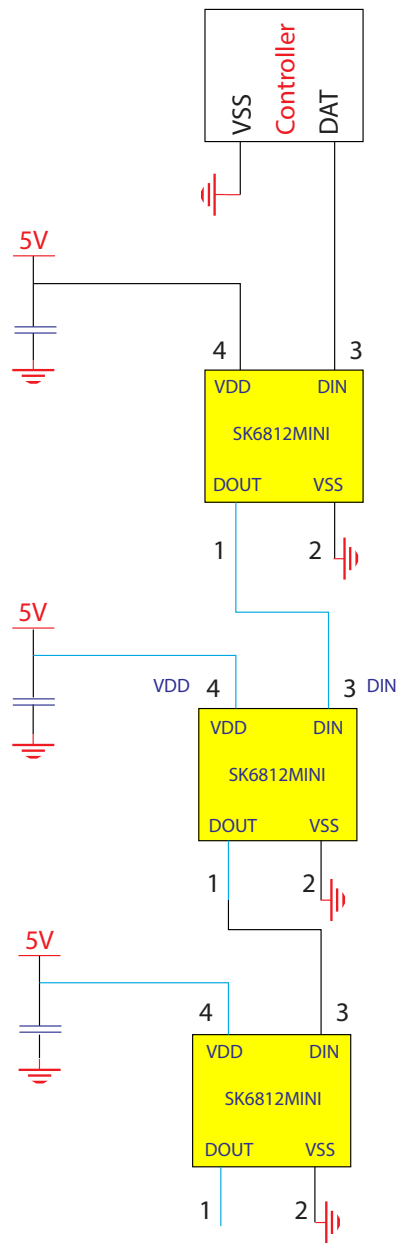 VSS
Controller
DAT
5V
4 3
VDD DIN
SK6812MINI
DOUT VSS
1 2
5V
VDD 4 3 DIN
VDD DIN
SK6812MINI
DOUT VSS
1 2
5V
4 3
VDD DIN
SK6812MINI
DOUT VSS
1 2